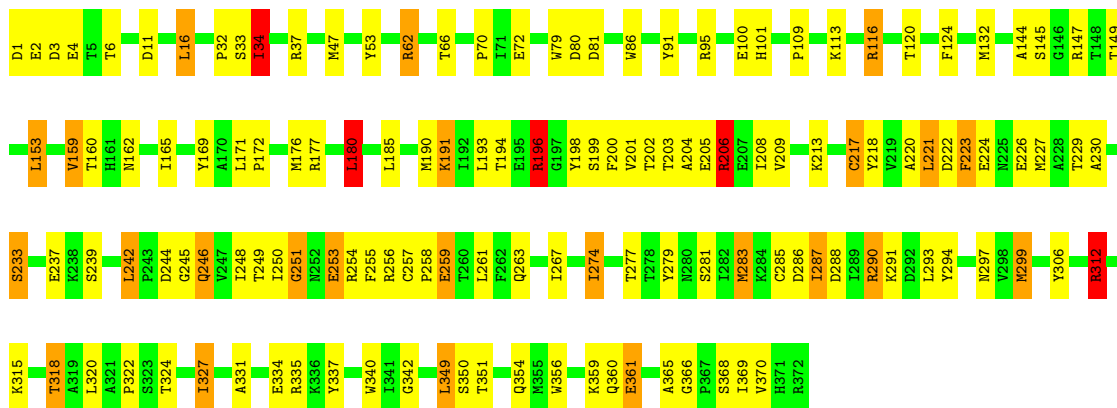 D1 E2 D3 E4 T5 T6 D11 L16 P32 S33 I34 R37 M47 Y53 R62 T66 P70 I71 E72 W79 D80 D81 W86 Y91 R95 E100 H101 P109 K113 R116 T120 F124 M132 A144 S145 G146 R147 T148 T149
L153 V159 T160 H161 N162 I165 Y169 A170 L171 P172 M176 R177 L180 L185 M190 K191 I192 L193 T194 E195 R196 G197 Y198 S199 F200 V201 T202 T203 A204 E205 R206 E207 I208 V209 K213 C217 Y218 V219 A220 L221 D222 F223 E224 N225 E226 M227 A228 T229 A230
S233 E237 K238 S239 L242 P243 D244 G245 Q246 V247 I248 T249 I250 G251 N252 E253 R254 F255 R256 C257 P258 E259 T260 L261 F262 Q263 I267 I274 T277 T278 Y279 N280 S281 I282 M283 K284 C285 D286 I287 D288 I289 R290 K291 D292 L293 Y294 N297 V298 M299 Y306 R312
K315 T318 A319 L320 A321 P322 S323 T324 I327 A331 E334 R335 K336 Y337 W340 I341 G342 L349 S350 T351 Q354 M355 W356 K359 Q360 E361 A365 G366 P367 S368 I369 V370 H371 R372